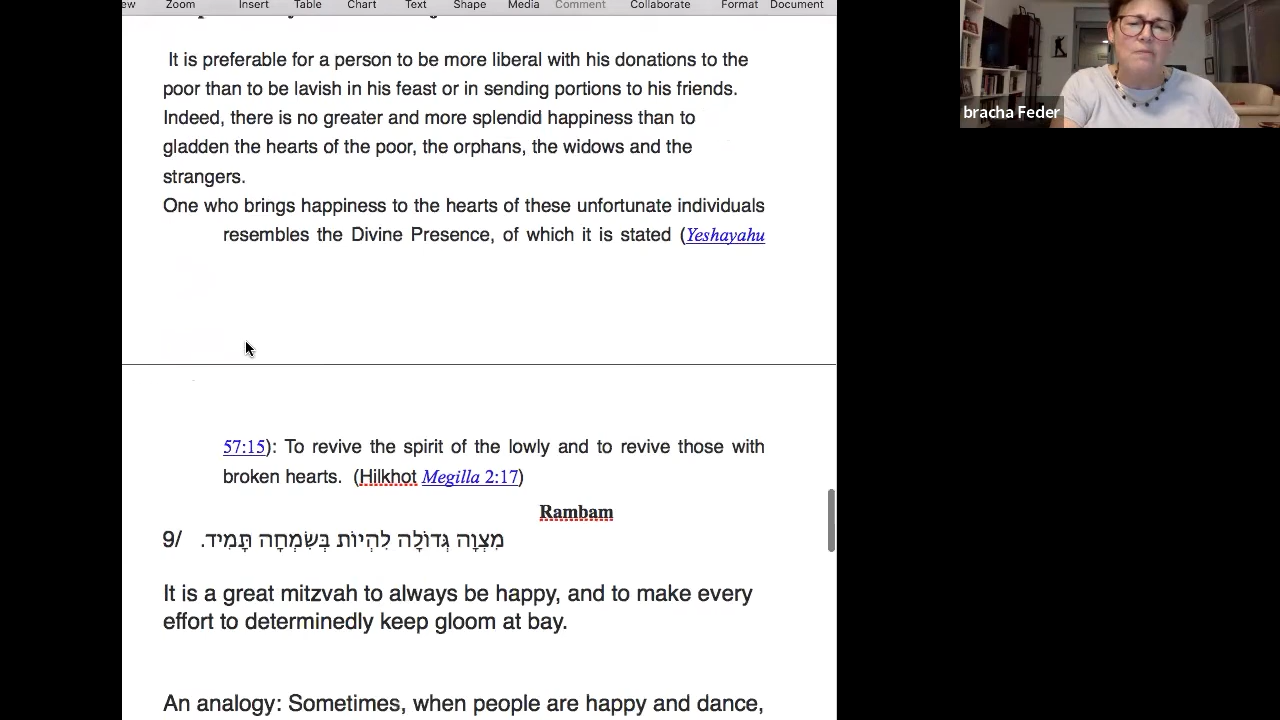 ew Zoom Insert Table Chart Text Shape Media Comment Collaborate Format Document
It is preferable for a person to be more liberal with his donations to the
poor than to be lavish in his feast or in sending portions to his friends.
Indeed, there is no greater and more splendid happiness than to
gladden the hearts of the poor, the orphans, the widows and the
strangers.
One who brings happiness to the hearts of these unfortunate individuals
resembles the Divine Presence, of which it is stated (Yeshayahu
57:15): To revive the spirit of the lowly and to revive those with
broken hearts. (Hilkhot Megilla 2:17)
Rambam
9/ מִצְוָה גְּדוֹלָה לִהְיוֹת בְּשִׂמְחָה תָּמִיד.
It is a great mitzvah to always be happy, and to make every
effort to determinedly keep gloom at bay.
An analogy: Sometimes, when people are happy and dance,
bracha Feder